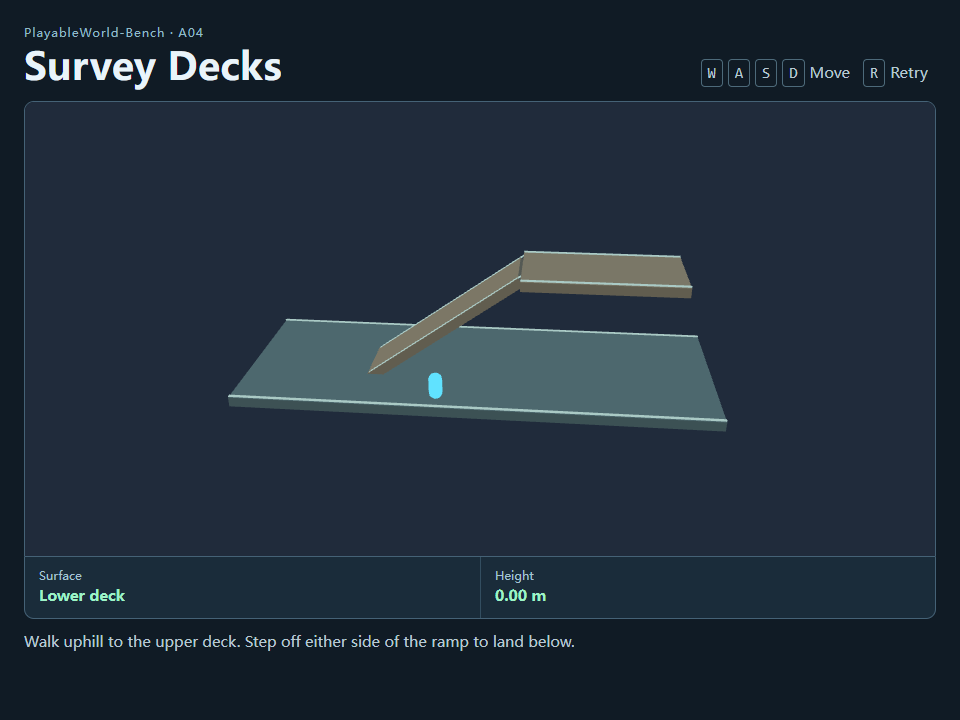 PlayableWorld-Bench · A04
Survey Decks
W A S D Move R Retry
Surface
Lower deck
Height
0.00 m
Walk uphill to the upper deck. Step off either side of the ramp to land below.